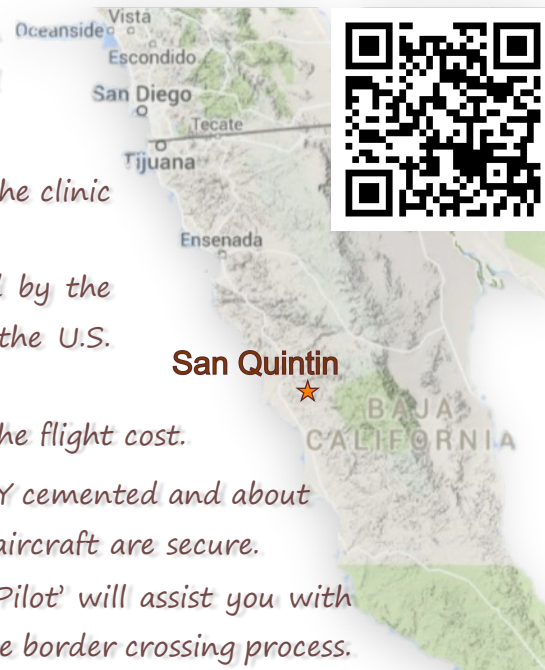 Vista
Oceanside
Escondido
San Diego
Tecate
Tijuana
he clinic
Ensenada
by the
the U.S.
San Quintin
BAJA
CALIFORNIA
he flight cost.
Y cemented and about
aircraft are secure.
Pilot’ will assist you with
e border crossing process.